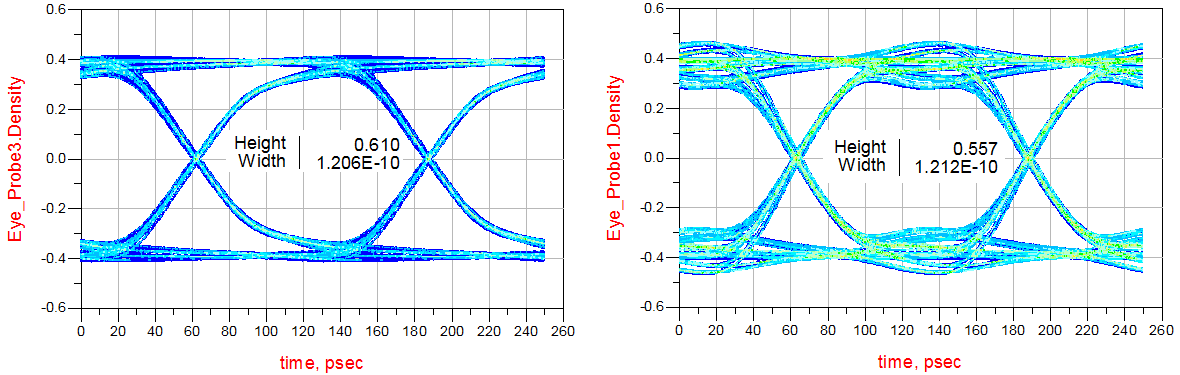 0.6
0.4
0.2
0.0
-0.2
-0.4
-0.6
Eye_Probe3.Density
Height 0.610
Width 1.206E-10
0 20 40 60 80 100 120 140 160 180 200 220 240 260
time, psec
0.6
0.4
0.2
0.0
-0.2
-0.4
-0.6
Eye_Probe1.Density
Height 0.557
Width 1.212E-10
0 20 40 60 80 100 120 140 160 180 200 220 240 260
time, psec